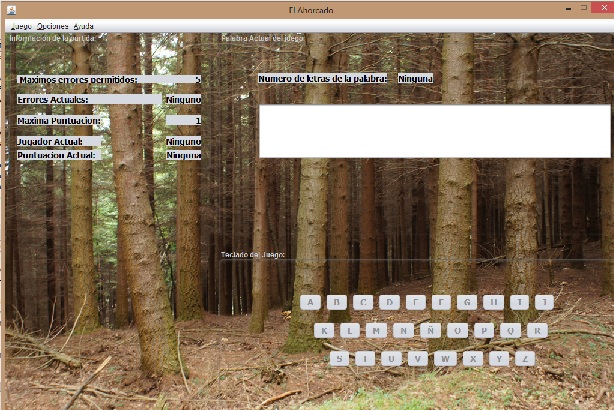 El Ahorcado
Juego Opciones Ayuda
Informacion de la partida:
Palabra Actual del juego:
Maximos errores permitidos: 5
Numero de letras de la palabra: Ninguna
Errores Actuales: Ninguno
Maxima Puntuacion: 1
Jugador Actual: Ninguno
Puntuacion Actual: Ninguna
Teclado del Juego:
A B C D E F G H I J
K L M N Ñ O P Q R
S T U V W X Y Z